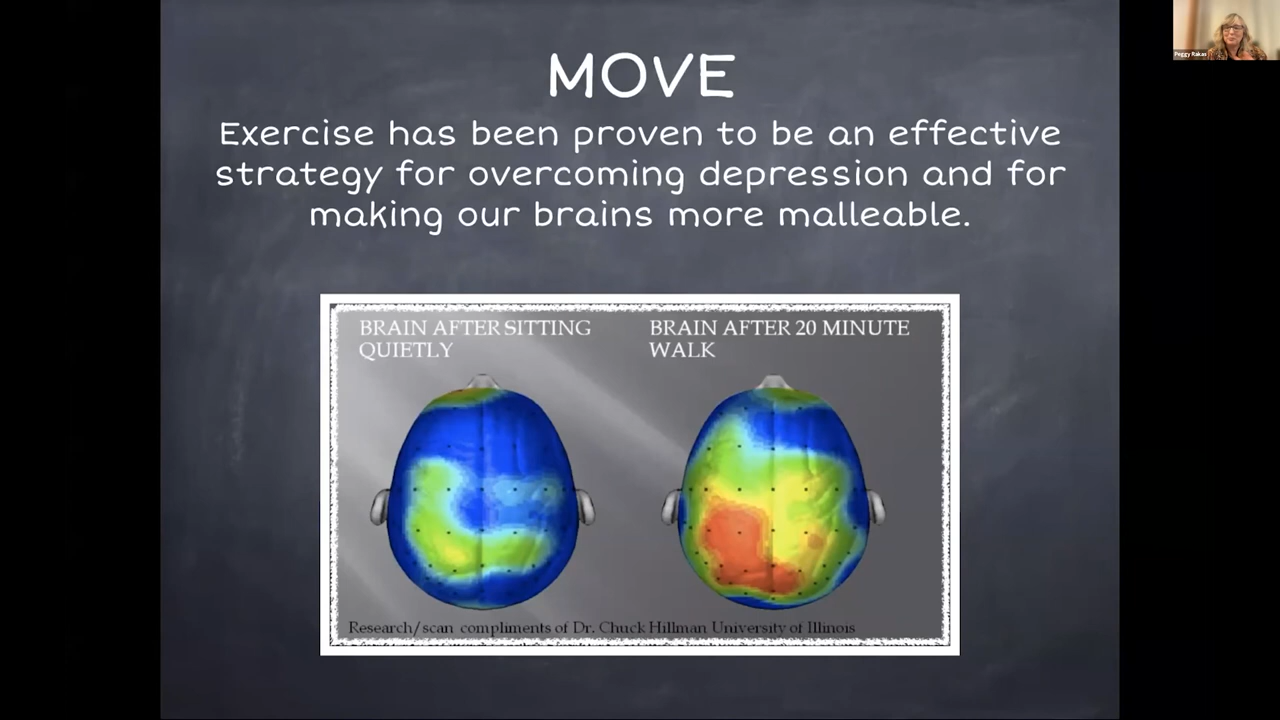 MOVE
Exercise has been proven to be an effective
strategy for overcoming depression and for
making our brains more malleable.
BRAIN AFTER SITTING
QUIETLY
BRAIN AFTER 20 MINUTE
WALK
Research/scan compliments of Dr. Chuck Hillman University of Illinois
Peggy Rakas